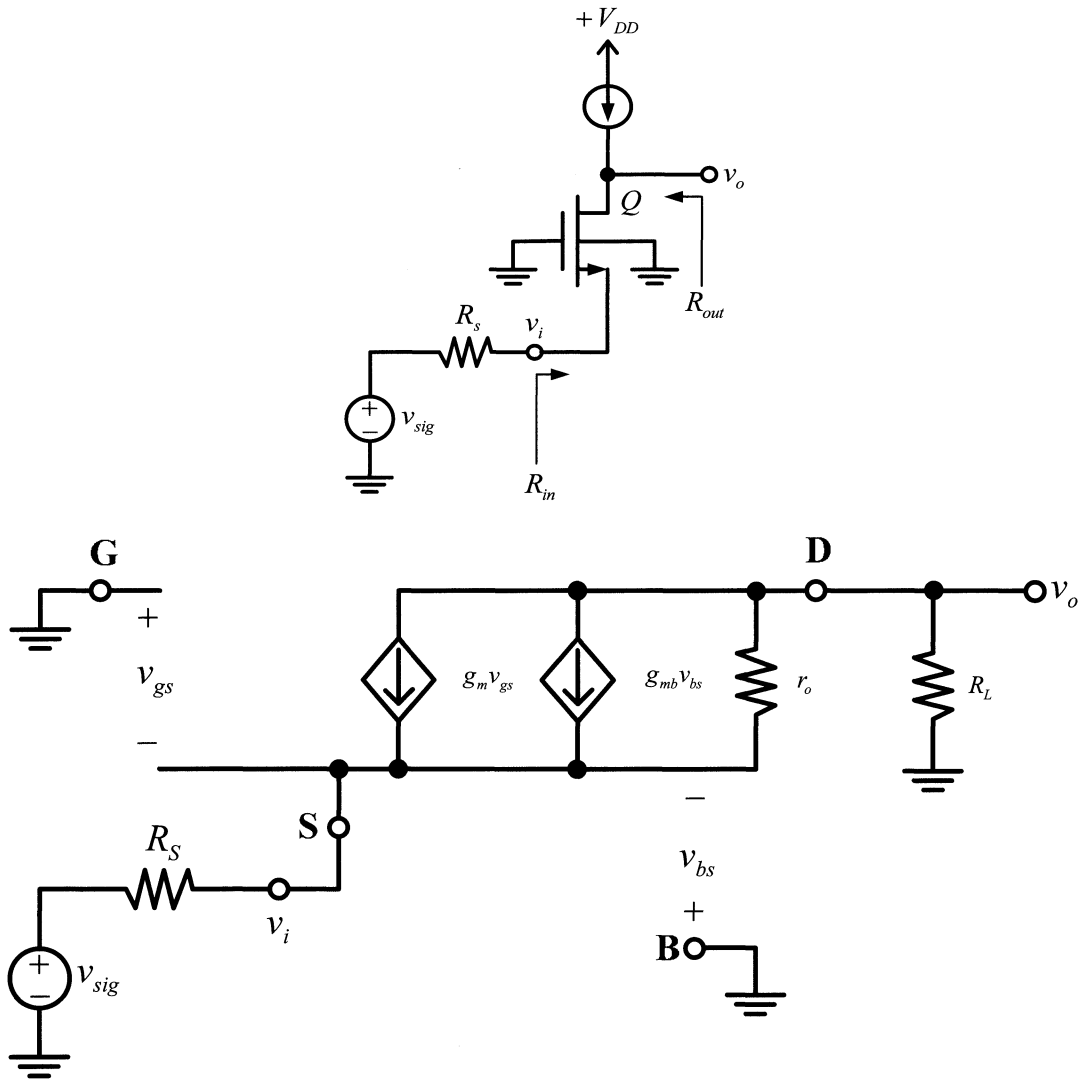 +V_DD
v_o
Q
R_out
R_s
v_i
+
−
v_sig
R_in
G
D
v_o
+
v_gs
g_m v_gs
g_mb v_bs
r_o
R_L
−
−
S
R_S
v_bs
v_i
+
B
+
−
v_sig